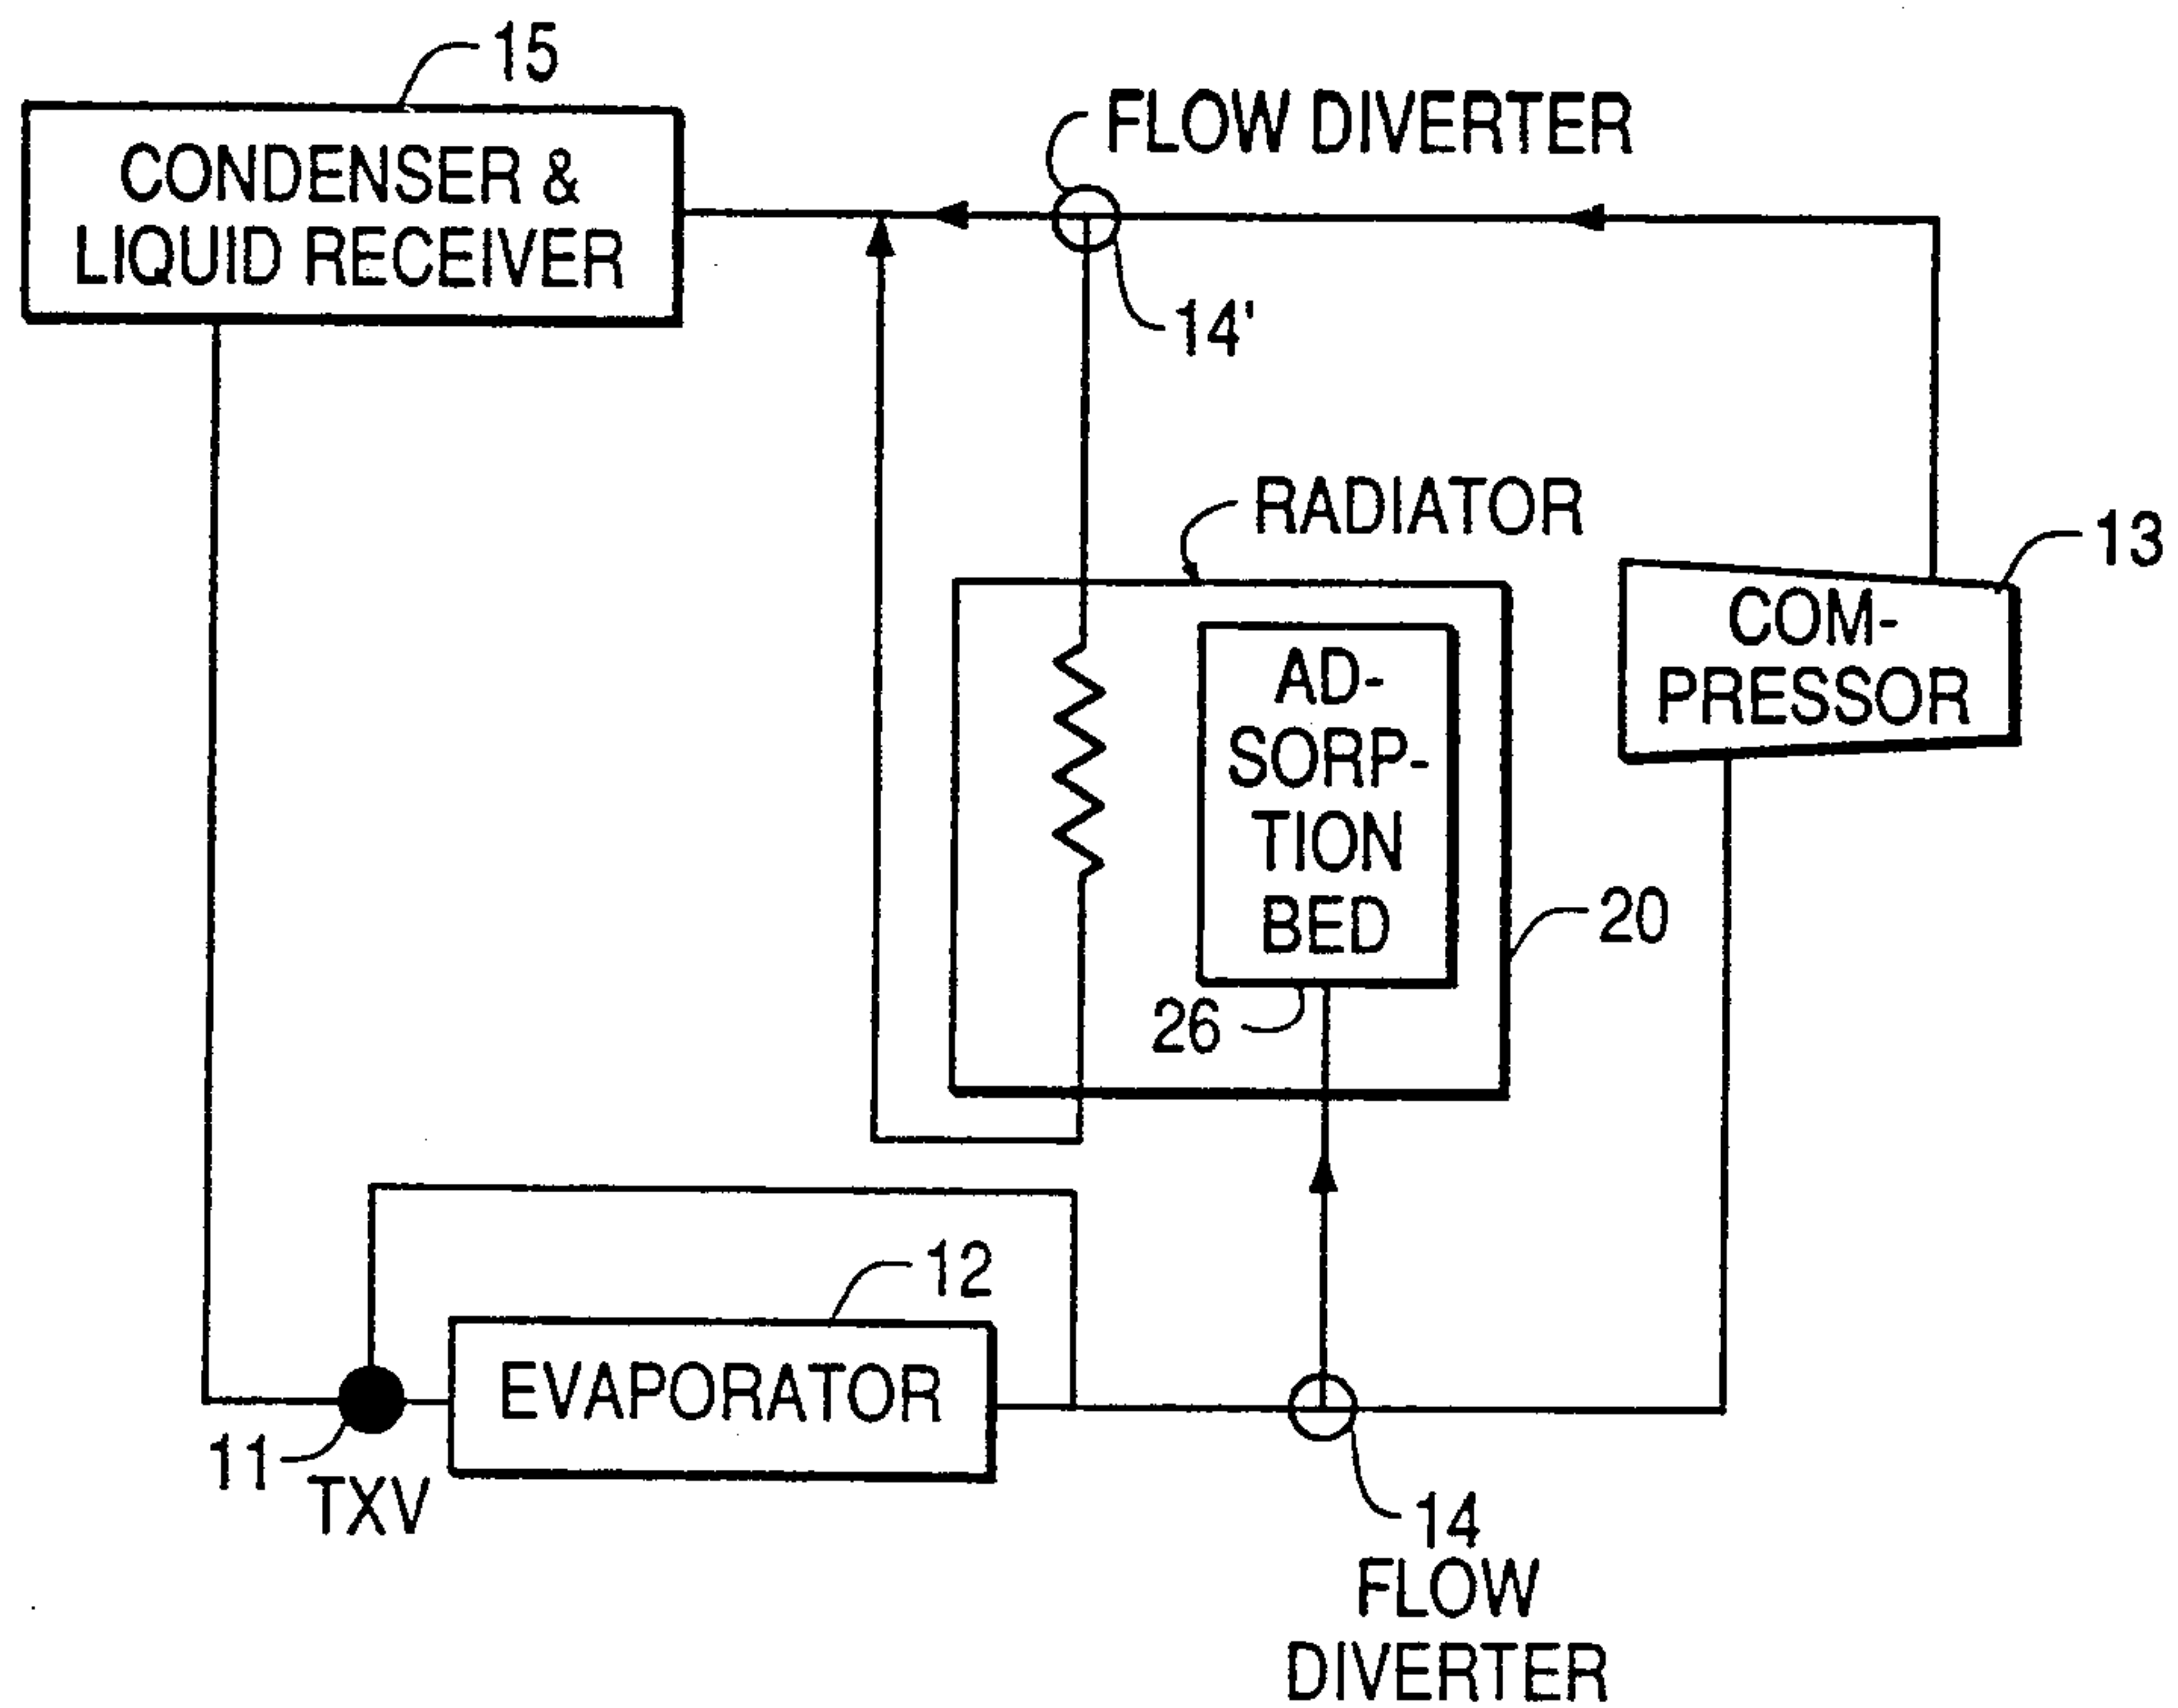 15
CONDENSER &
LIQUID RECEIVER
FLOW DIVERTER
14'
RADIATOR
13
COM-
PRESSOR
AD-
SORP-
TION
BED
20
26
12
EVAPORATOR
11
TXV
14
FLOW
DIVERTER